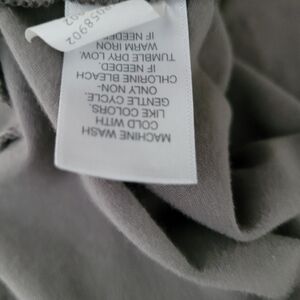 MACHINE WASH
COLD WITH
LIKE COLORS.
GENTLE CYCLE.
ONLY NON-
CHLORINE BLEACH
IF NEEDED.
TUMBLE DRY LOW.
WARM IRON
IF NEEDED